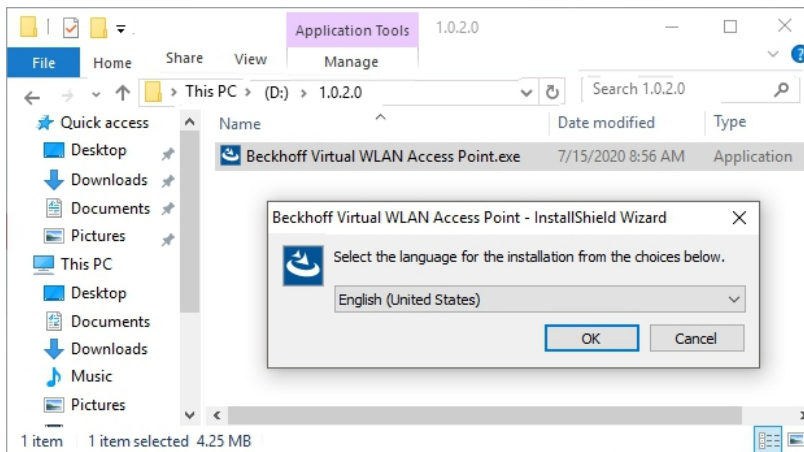 Application Tools 1.0.2.0
File Home Share View Manage ?
This PC > (D:) > 1.0.2.0 Search 1.0.2.0
Quick access
Desktop
Downloads
Documents
Pictures
This PC
Desktop
Documents
Downloads
Music
Pictures
Name Date modified Type
Beckhoff Virtual WLAN Access Point.exe 7/15/2020 8:56 AM Application
Beckhoff Virtual WLAN Access Point - InstallShield Wizard
Select the language for the installation from the choices below.
English (United States)
OK Cancel
1 item 1 item selected 4.25 MB